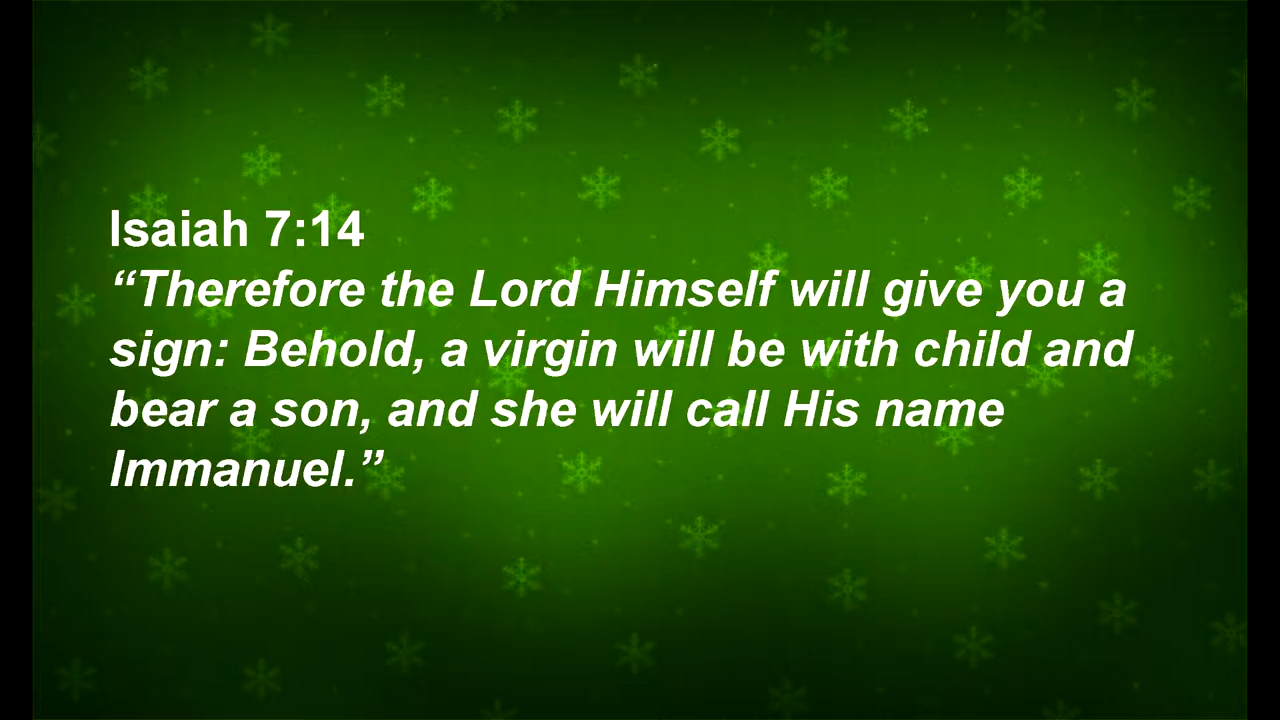 Isaiah 7:14
“Therefore the Lord Himself will give you a
sign: Behold, a virgin will be with child and
bear a son, and she will call His name
Immanuel.”